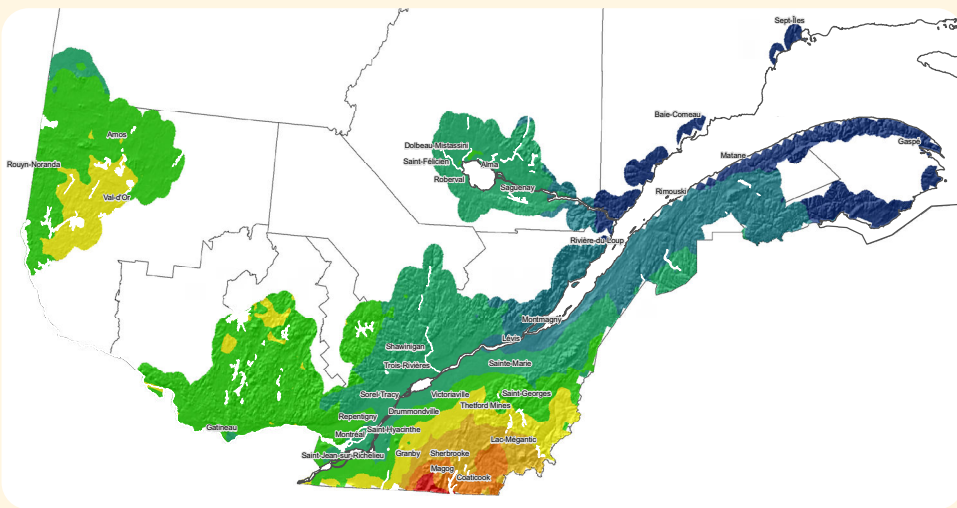 Sept-Îles
Baie-Comeau
Amos
Dolbeau-Mistassini
Gaspé
Matane
Rouyn-Noranda
Saint-Félicien
Alma
Roberval
Saguenay
Rimouski
Val-d'Or
Rivière-du-Loup
Montmagny
Lévis
Shawinigan
Trois-Rivières
Sainte-Marie
Sorel-Tracy
Victoriaville
Saint-Georges
Thetford Mines
Drummondville
Repentigny
Gatineau
Montréal
Saint-Hyacinthe
Lac-Mégantic
Saint-Jean-sur-Richelieu
Granby
Sherbrooke
Magog
Coaticook